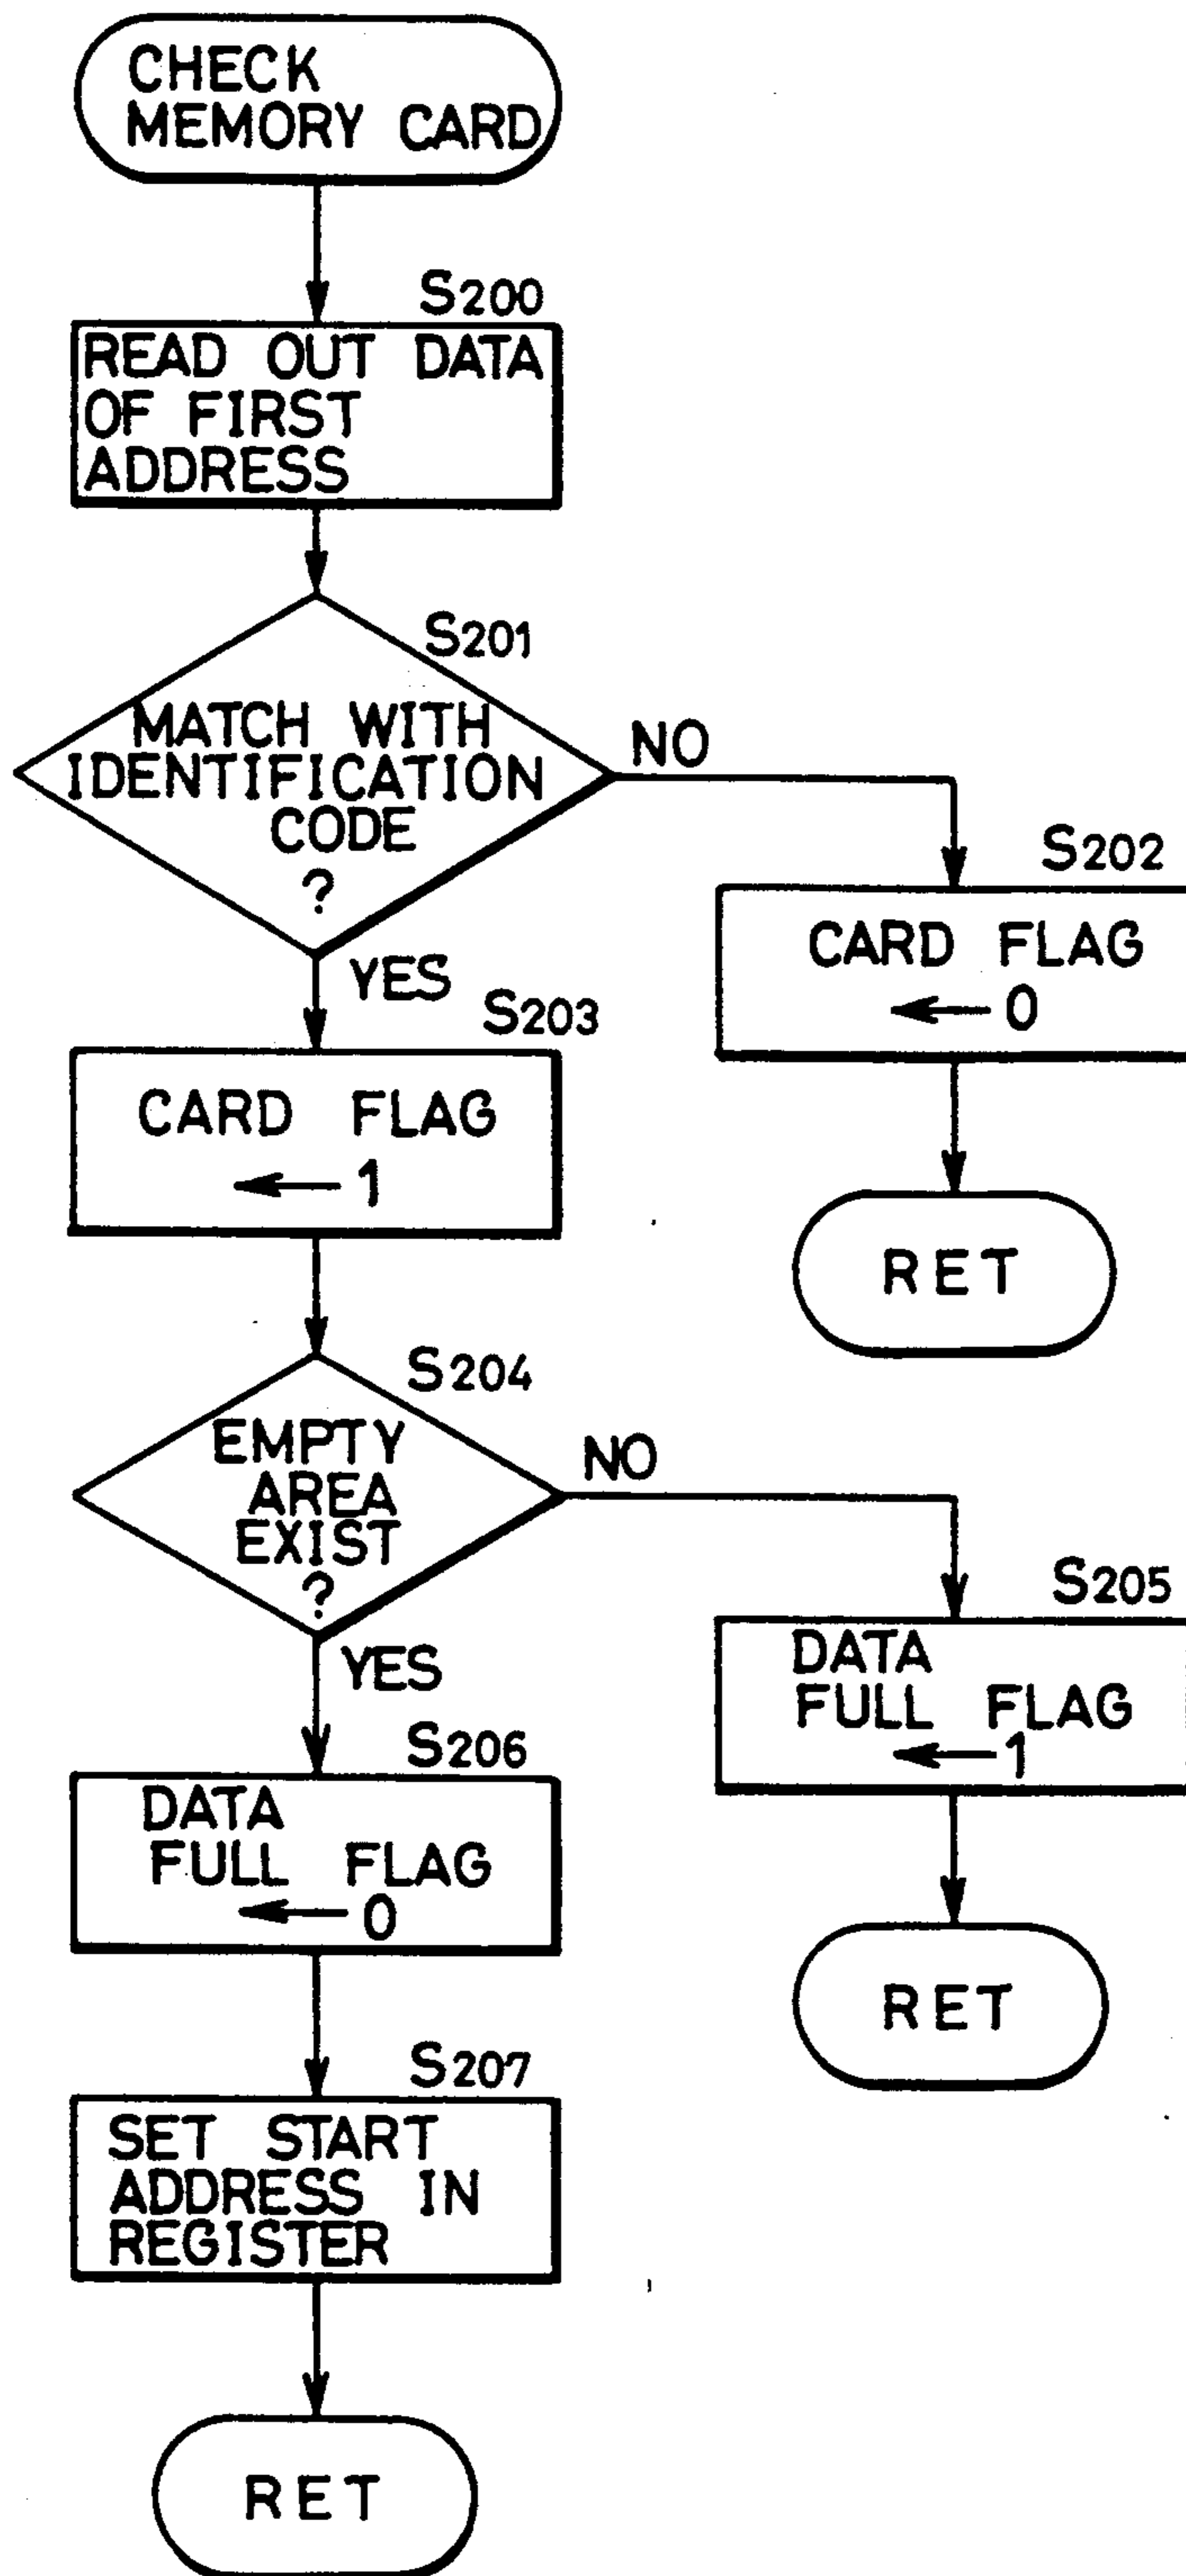 CHECK
MEMORY CARD
S200
READ OUT DATA
OF FIRST
ADDRESS
S201
MATCH WITH
IDENTIFICATION
CODE
?
NO
YES
S202
CARD FLAG
← 0
RET
S203
CARD FLAG
← 1
S204
EMPTY
AREA
EXIST
?
NO
YES
S205
DATA
FULL FLAG
← 1
RET
S206
DATA
FULL FLAG
← 0
S207
SET START
ADDRESS IN
REGISTER
RET